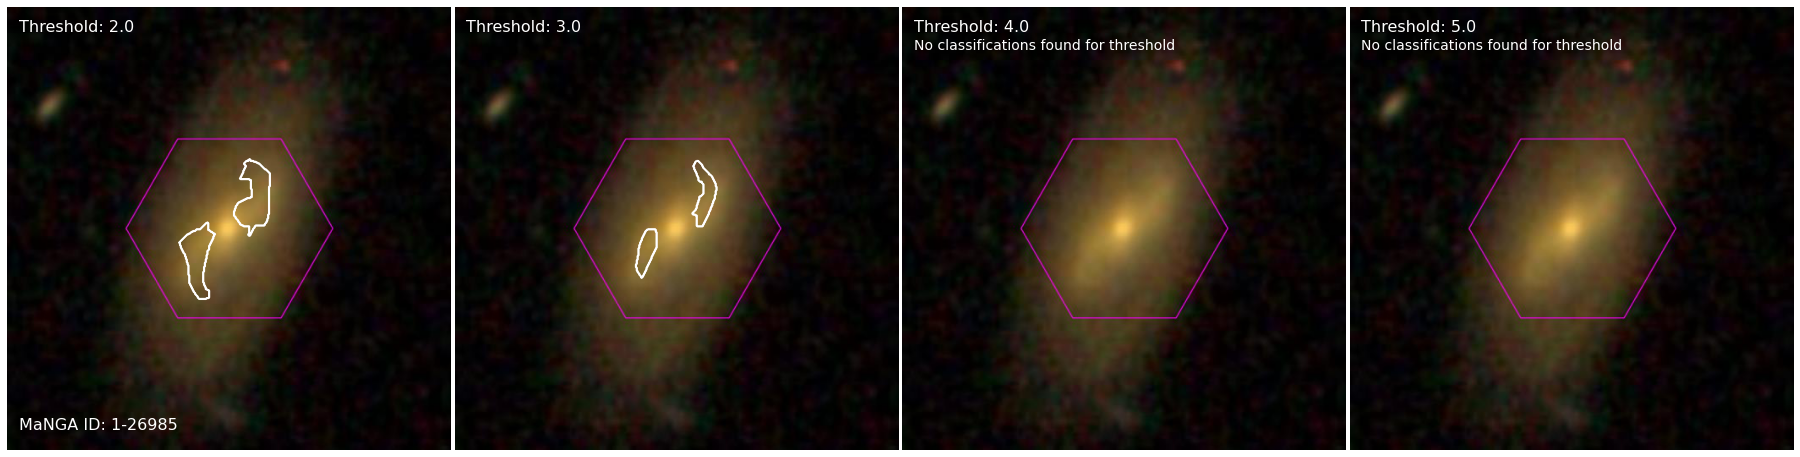 Threshold: 2.0
MaNGA ID: 1-26985
Threshold: 3.0
Threshold: 4.0
No classifications found for threshold
Threshold: 5.0
No classifications found for threshold